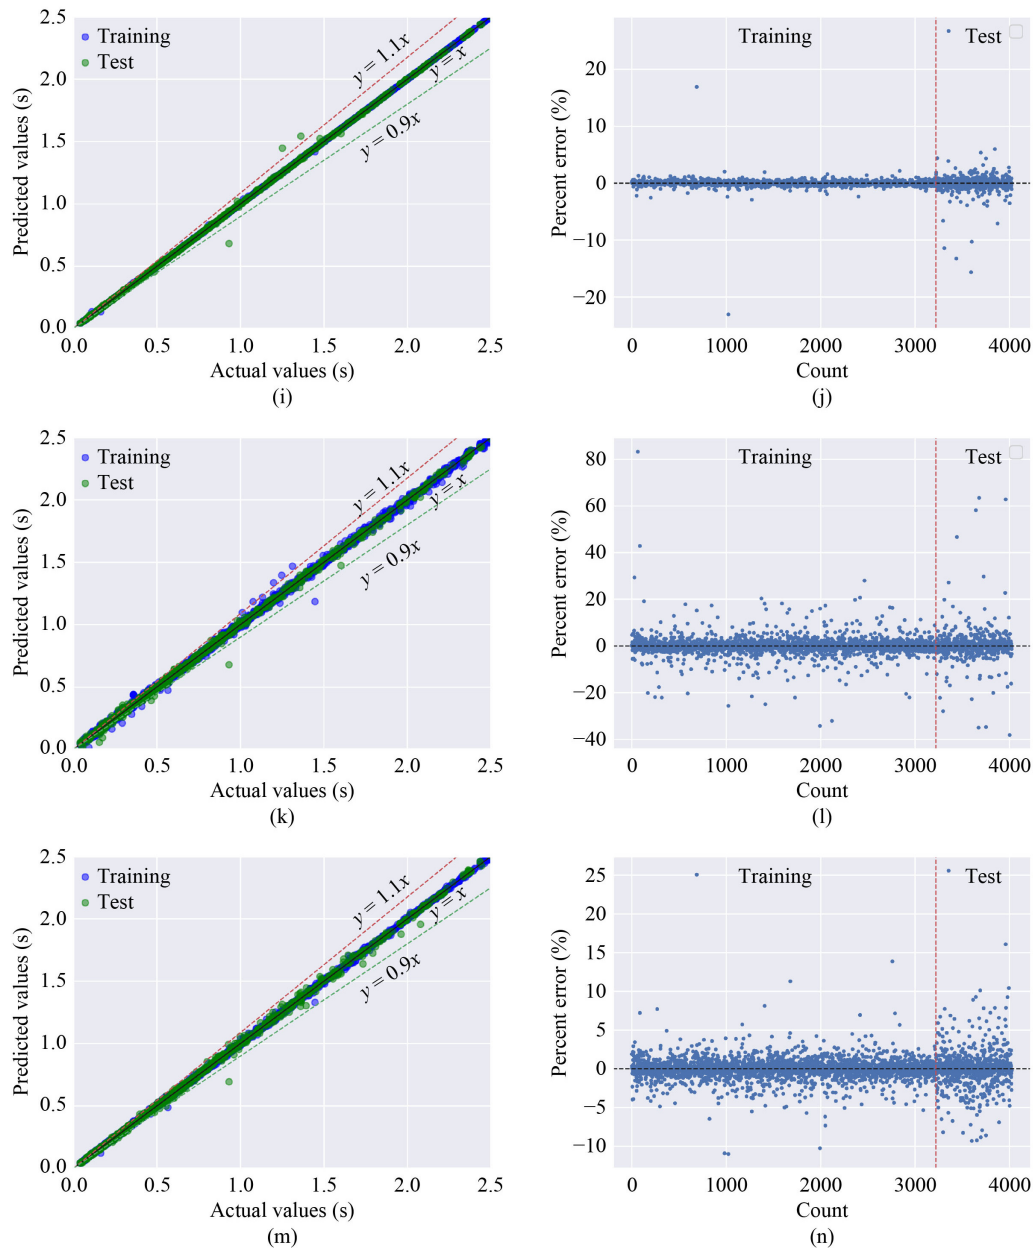 2.5
2.0
1.5
1.0
0.5
0.0
Predicted values (s)
Training
Test
y = 1.1x
y = x
y = 0.9x
0.0 0.5 1.0 1.5 2.0 2.5
Actual values (s)
(i)
20
10
0
−10
−20
Percent error (%)
Training Test
0 1000 2000 3000 4000
Count
(j)
2.5
2.0
1.5
1.0
0.5
0.0
Predicted values (s)
Training
Test
y = 1.1x
y = x
y = 0.9x
0.0 0.5 1.0 1.5 2.0 2.5
Actual values (s)
(k)
80
60
40
20
0
−20
−40
Percent error (%)
Training Test
0 1000 2000 3000 4000
Count
(l)
2.5
2.0
1.5
1.0
0.5
0.0
Predicted values (s)
Training
Test
y = 1.1x
y = x
y = 0.9x
0.0 0.5 1.0 1.5 2.0 2.5
Actual values (s)
(m)
25
20
15
10
5
0
−5
−10
Percent error (%)
Training Test
0 1000 2000 3000 4000
Count
(n)